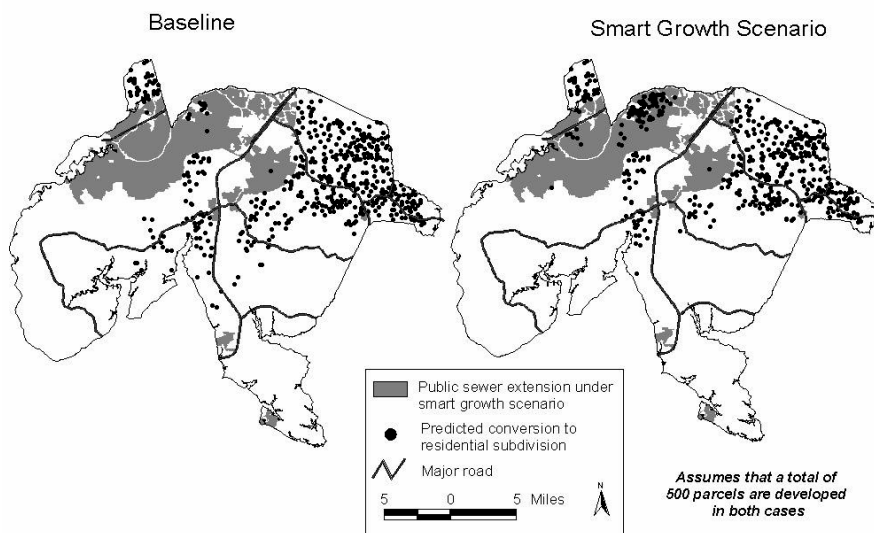 Baseline
Smart Growth Scenario
Public sewer extension under
smart growth scenario
Predicted conversion to
residential subdivision
Major road
5 0 5 Miles
N
Assumes that a total of
500 parcels are developed
in both cases